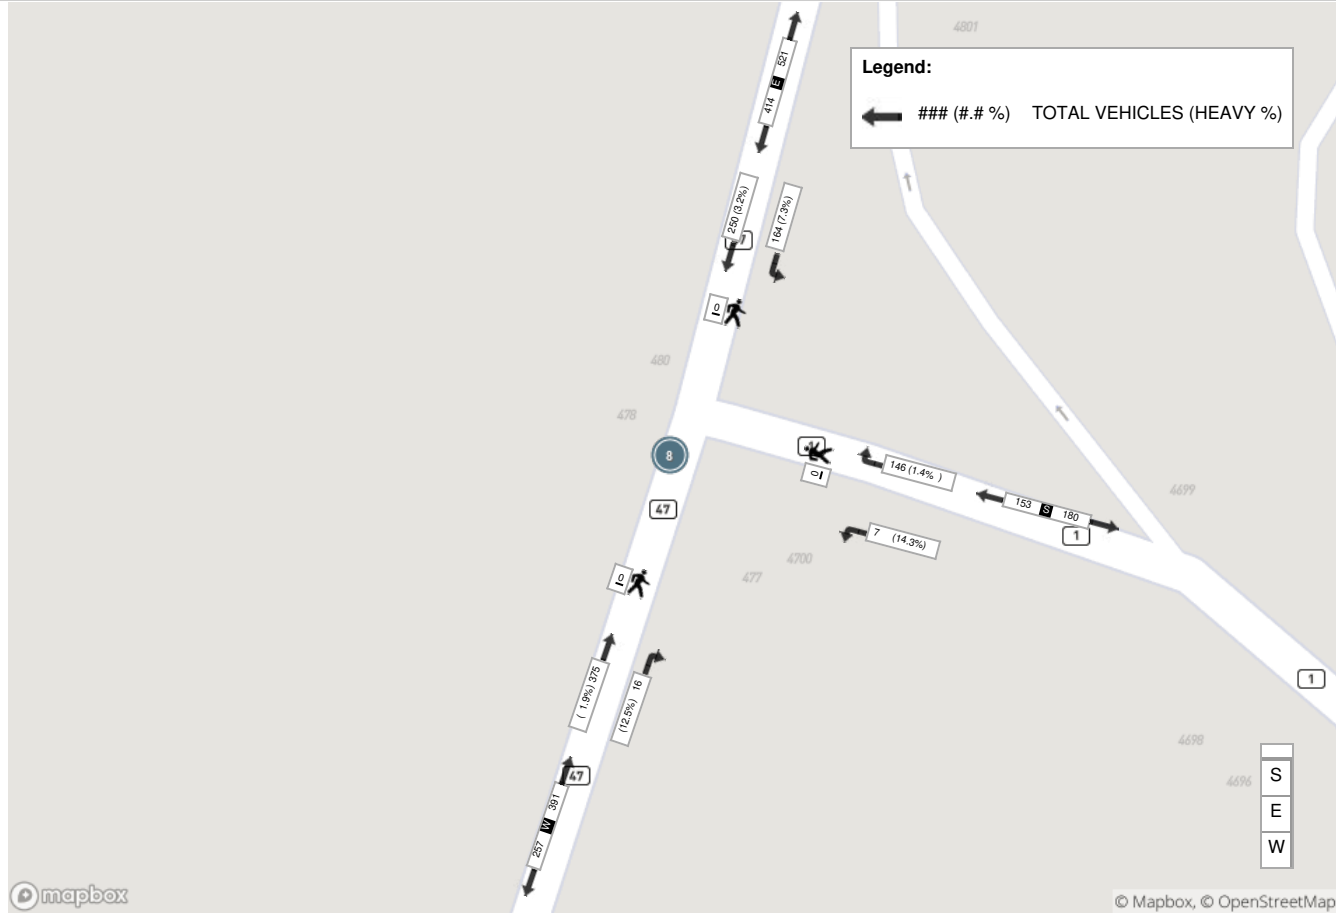 4801
Legend:
### (#.# %) TOTAL VEHICLES (HEAVY %)
414 E 521
250 (3.2%)
164 (7.3%)
0
480
478
8
47
0
146 (1.4% )
153 S 180
1
4699
7 (14.3%)
4700
477
0
( 1.9%) 375
(12.5%) 16
1
4698
4696
47
257 W 391
S
E
W
mapbox
© Mapbox, © OpenStreetMap